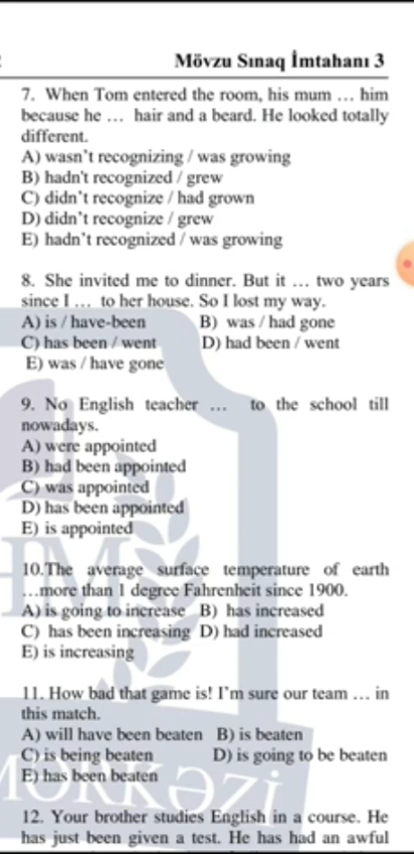 Mövzu Sınaq İmtahanı 3
7. When Tom entered the room, his mum … him
because he … hair and a beard. He looked totally
different.
A) wasn't recognizing / was growing
B) hadn't recognized / grew
C) didn't recognize / had grown
D) didn't recognize / grew
E) hadn't recognized / was growing
8. She invited me to dinner. But it … two years
since I … to her house. So I lost my way.
A) is / have-been B) was / had gone
C) has been / went D) had been / went
E) was / have gone
9. No English teacher … to the school till
nowadays.
A) were appointed
B) had been appointed
C) was appointed
D) has been appointed
E) is appointed
10.The average surface temperature of earth
…more than 1 degree Fahrenheit since 1900.
A) is going to increase B) has increased
C) has been increasing D) had increased
E) is increasing
11. How bad that game is! I'm sure our team … in
this match.
A) will have been beaten B) is beaten
C) is being beaten D) is going to be beaten
E) has been beaten
12. Your brother studies English in a course. He
has just been given a test. He has had an awful